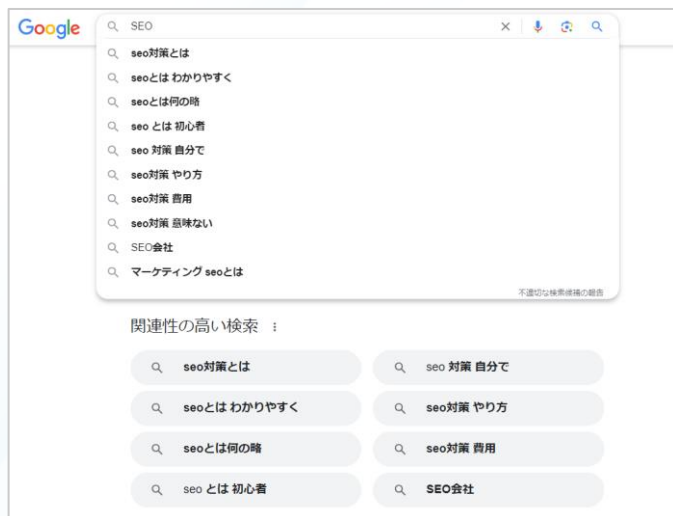 Google
SEO
seo対策とは
seoとは わかりやすく
seoとは何の略
seo とは 初心者
seo 対策 自分で
seo対策 やり方
seo対策 費用
seo対策 意味ない
SEO会社
マーケティング seoとは
不適切な検索候補の報告
関連性の高い検索
seo対策とは
seo 対策 自分で
seoとは わかりやすく
seo対策 やり方
seoとは何の略
seo対策 費用
seo とは 初心者
SEO会社